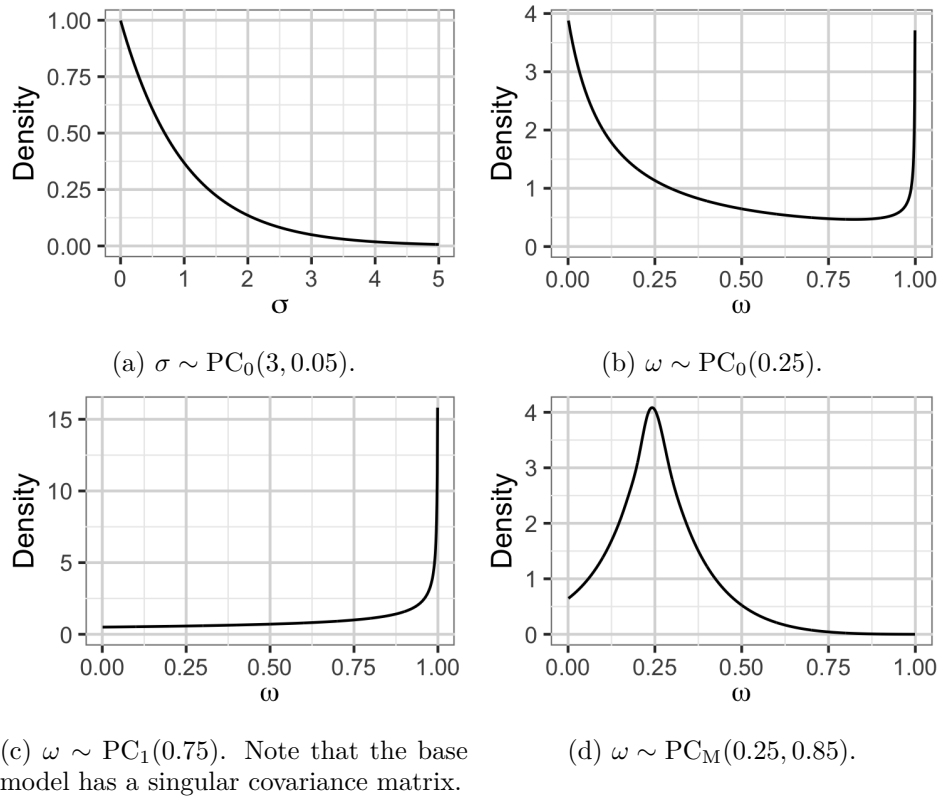 1.00
0.75
0.50
0.25
0.00
Density
0 1 2 3 4 5
σ
(a) σ ∼ PC₀(3, 0.05).
4
3
2
1
0
Density
0.00 0.25 0.50 0.75 1.00
ω
(b) ω ∼ PC₀(0.25).
15
10
5
0
Density
0.00 0.25 0.50 0.75 1.00
ω
(c) ω ∼ PC₁(0.75). Note that the base
model has a singular covariance matrix.
4
3
2
1
0
Density
0.00 0.25 0.50 0.75 1.00
ω
(d) ω ∼ PC_M(0.25, 0.85).